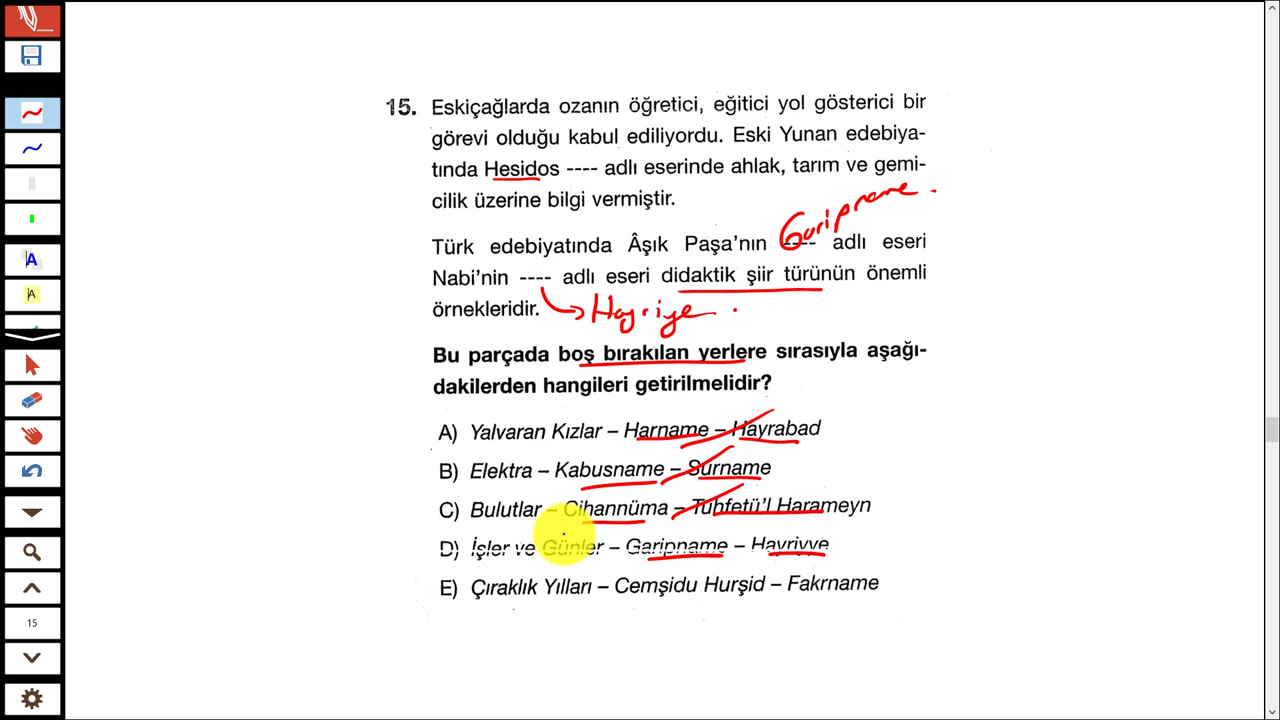 15. Eskiçağlarda ozanın öğretici, eğitici yol gösterici bir
görevi olduğu kabul ediliyordu. Eski Yunan edebiya-
tında Hesidos ---- adlı eserinde ahlak, tarım ve gemi-
cilik üzerine bilgi vermiştir.
Garipname.
Türk edebiyatında Âşık Paşa'nın ---- adlı eseri
Nabi'nin ---- adlı eseri didaktik şiir türünün önemli
örnekleridir.
Hayriye.
Bu parçada boş bırakılan yerlere sırasıyla aşağı-
dakilerden hangileri getirilmelidir?
A) Yalvaran Kızlar – Harname – Hayrabad
B) Elektra – Kabusname – Surname
C) Bulutlar – Cihannüma – Tuhfetü'l Harameyn
D) İşler ve Günler – Garipname – Hayriyye
E) Çıraklık Yılları – Cemşidu Hurşid – Fakrname
A
A
15